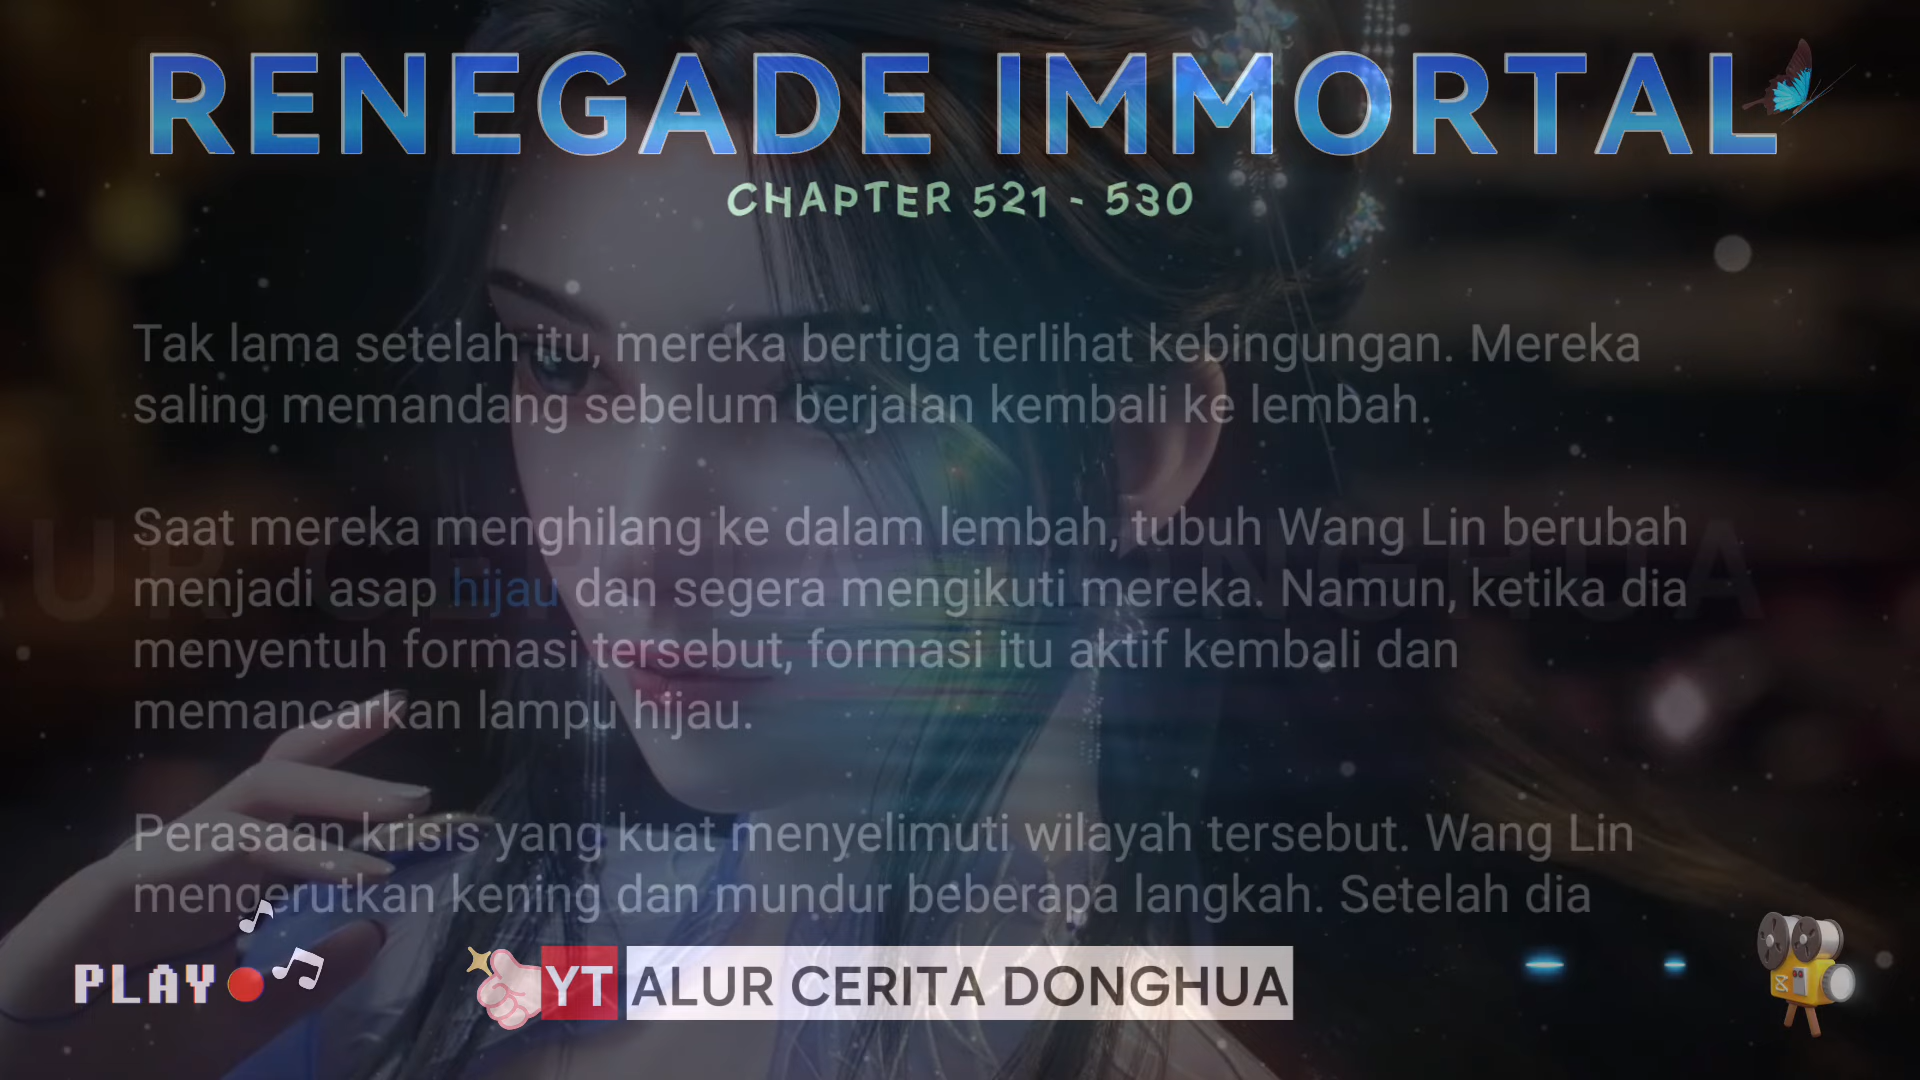 RENEGADE IMMORTAL
CHAPTER 521 - 530
Tak lama setelah itu, mereka bertiga terlihat kebingungan. Mereka
saling memandang sebelum berjalan kembali ke lembah.
Saat mereka menghilang ke dalam lembah, tubuh Wang Lin berubah
menjadi asap hijau dan segera mengikuti mereka. Namun, ketika dia
menyentuh formasi tersebut, formasi itu aktif kembali dan
memancarkan lampu hijau.
Perasaan krisis yang kuat menyelimuti wilayah tersebut. Wang Lin
mengerutkan kening dan mundur beberapa langkah. Setelah dia
PLAY
YT ALUR CERITA DONGHUA